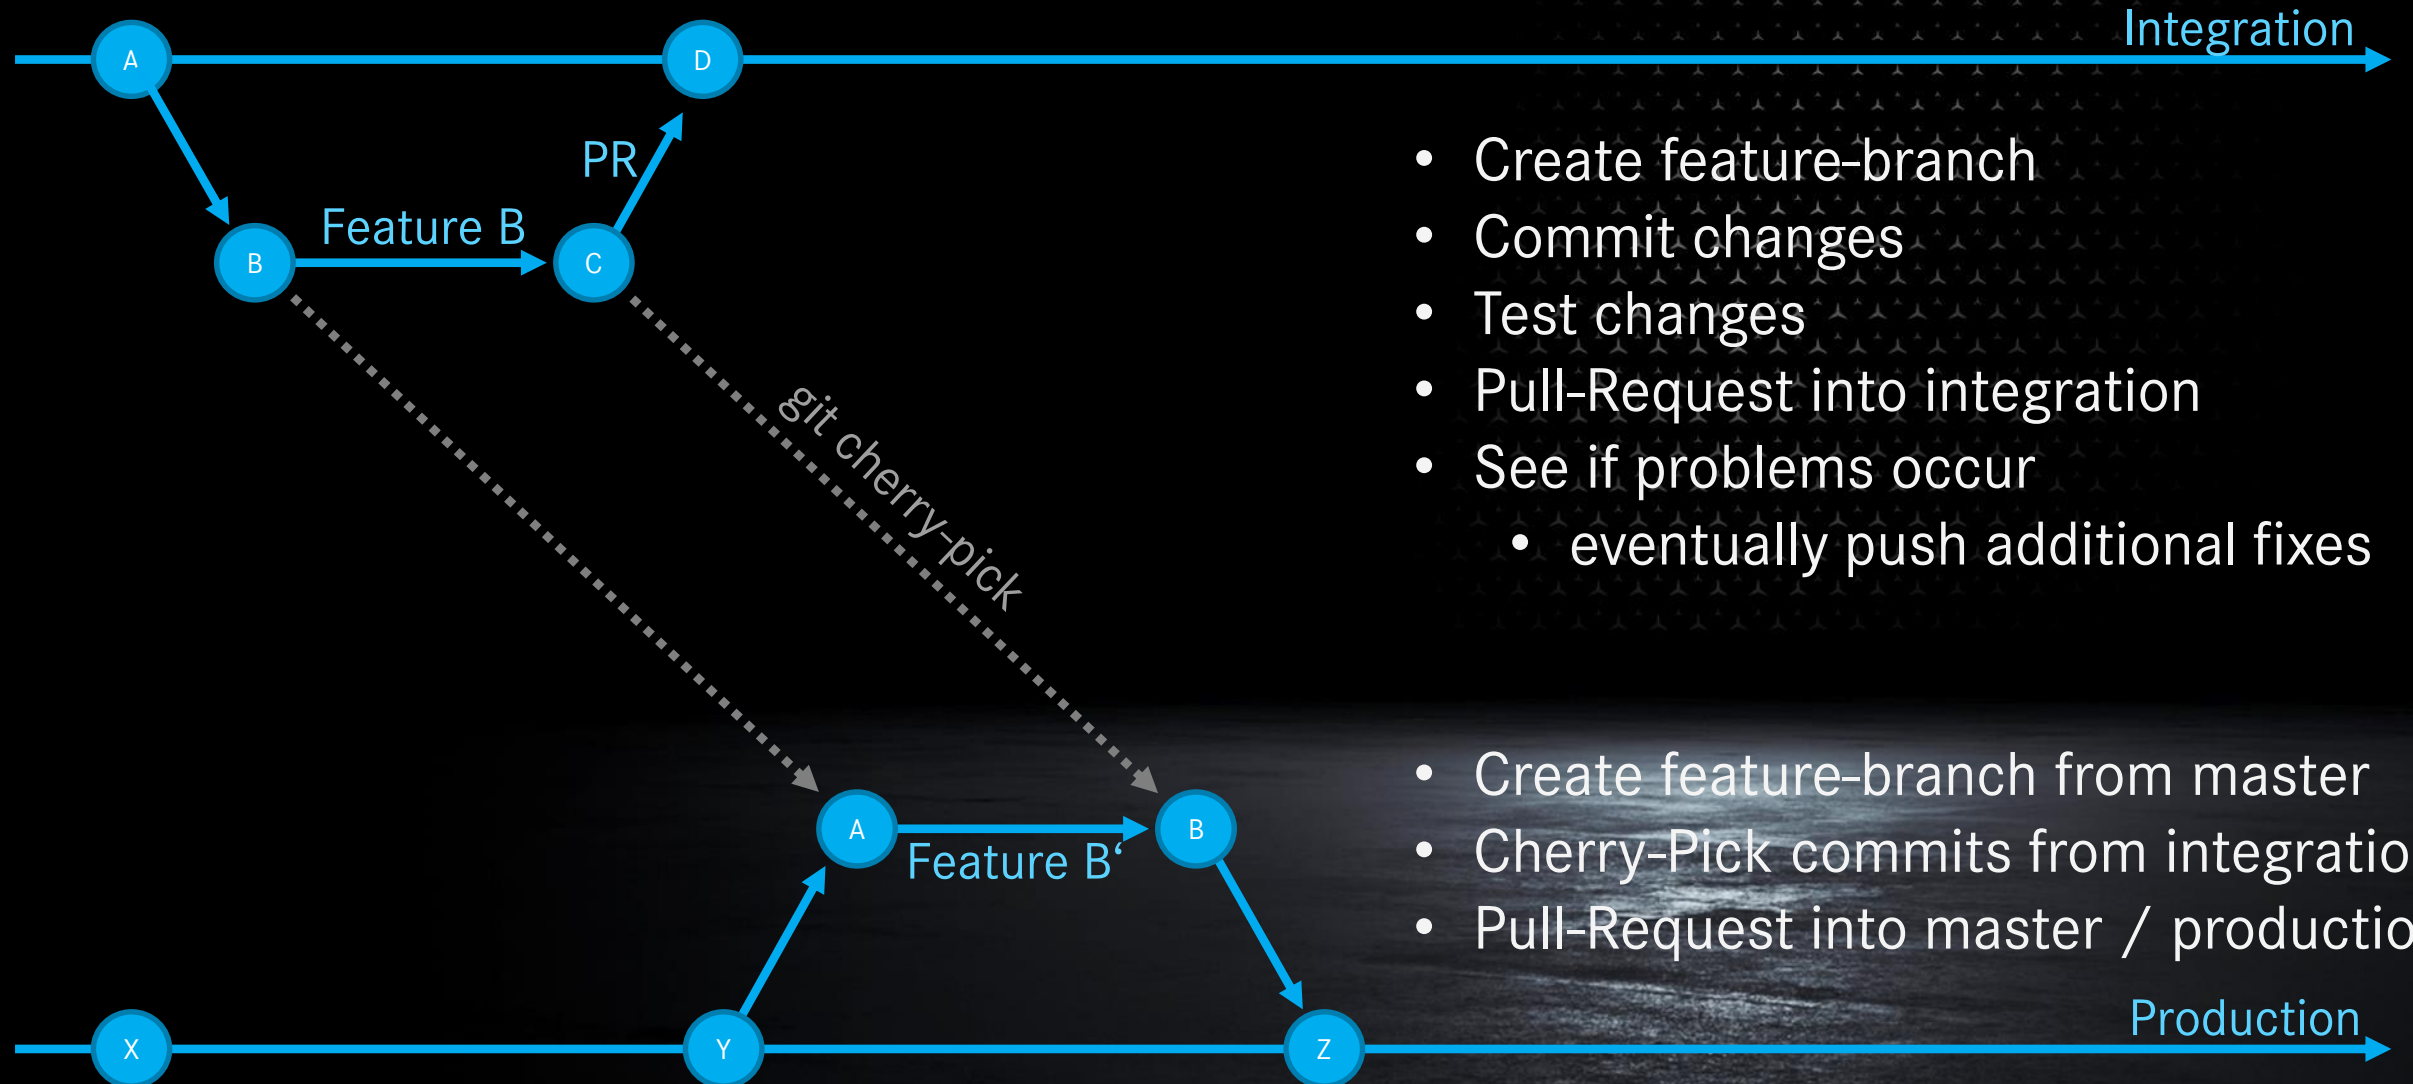 Integration
A
D
PR
Feature B
B
C
git cherry-pick
• Create feature-branch
• Commit changes
• Test changes
• Pull-Request into integration
• See if problems occur
• eventually push additional fixes
• Create feature-branch from master
• Cherry-Pick commits from integratio
• Pull-Request into master / productio
A
B
Feature B‘
Production
X
Y
Z